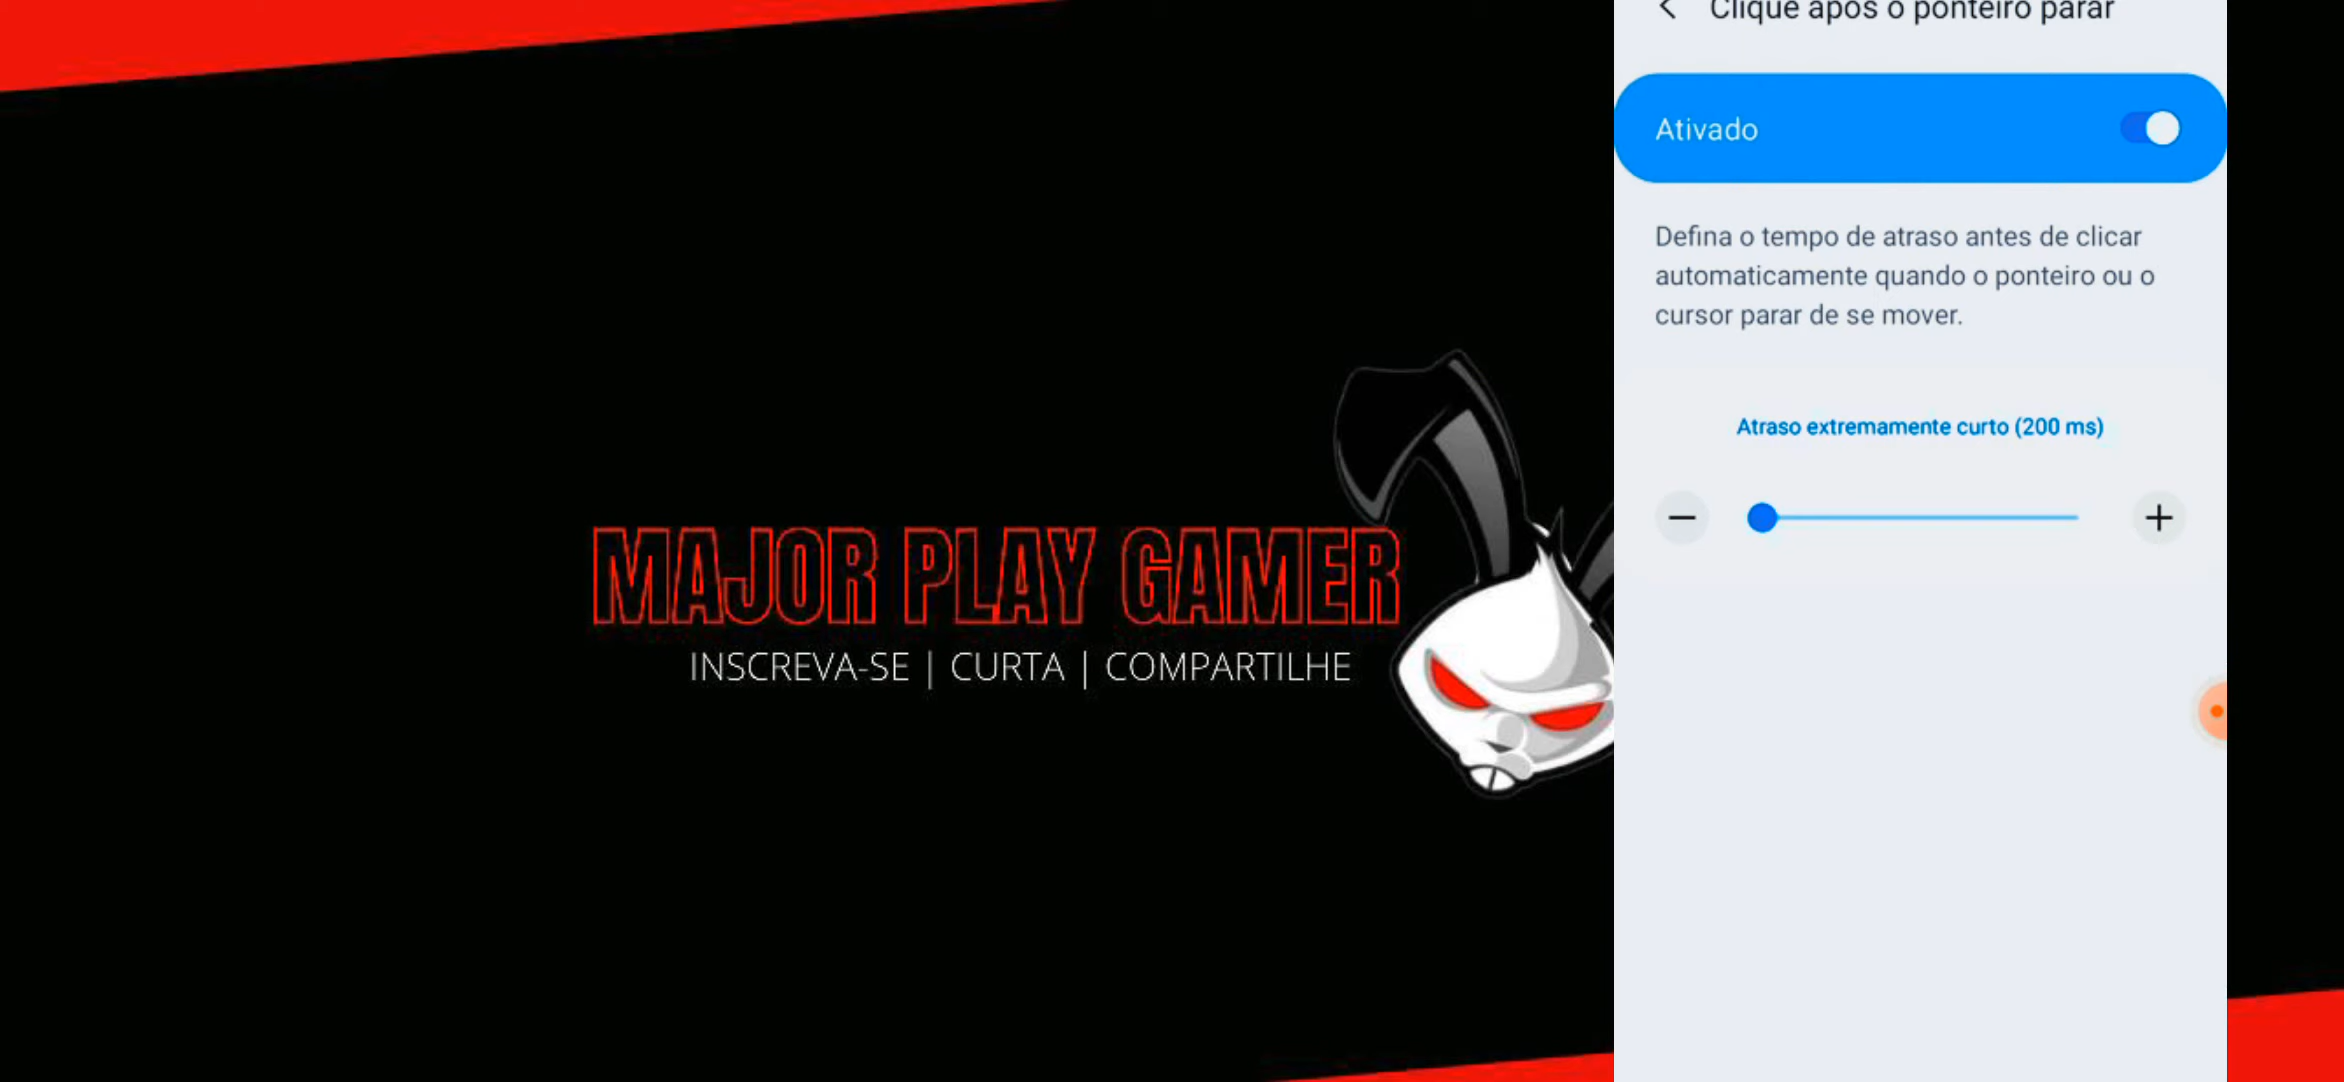 Clique após o ponteiro parar
Ativado
Defina o tempo de atraso antes de clicar
automaticamente quando o ponteiro ou o
cursor parar de se mover.
Atraso extremamente curto (200 ms)
MAJOR PLAY GAMER
INSCREVA-SE | CURTA | COMPARTILHE